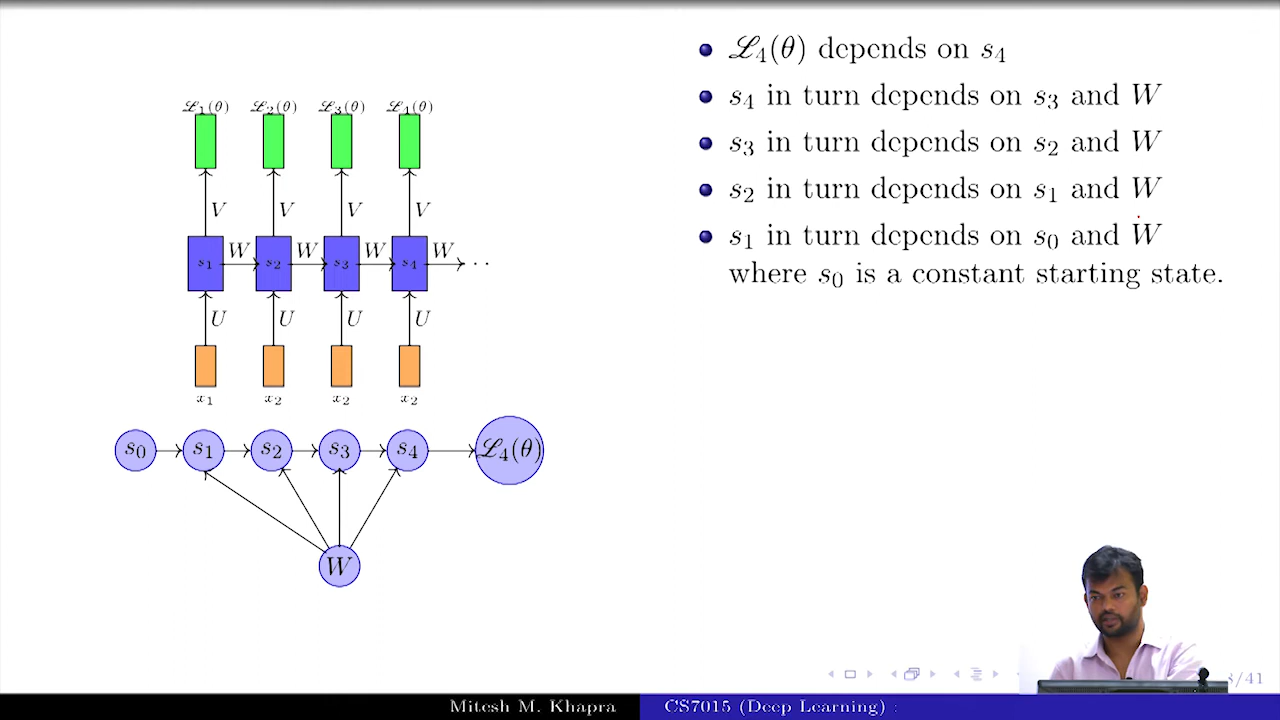 ℒ₄(θ) depends on s₄
s₄ in turn depends on s₃ and W
s₃ in turn depends on s₂ and W
s₂ in turn depends on s₁ and W
s₁ in turn depends on s₀ and W
where s₀ is a constant starting state.
ℒ₁(θ) ℒ₂(θ) ℒ₃(θ) ℒ₄(θ)
V V V V
W W W W
s₁ s₂ s₃ s₄ . .
U U U U
x₁ x₂ x₂ x₂
s₀ s₁ s₂ s₃ s₄ ℒ₄(θ)
W
/41
Mitesh M. Khapra CS7015 (Deep Learning) :